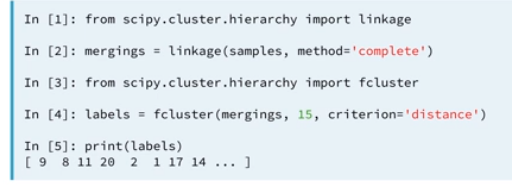 In [1]: from scipy.cluster.hierarchy import linkage
In [2]: mergings = linkage(samples, method='complete')
In [3]: from scipy.cluster.hierarchy import fcluster
In [4]: labels = fcluster(mergings, 15, criterion='distance')
In [5]: print(labels)
[ 9  8 11 20  2  1 17 14 ... ]